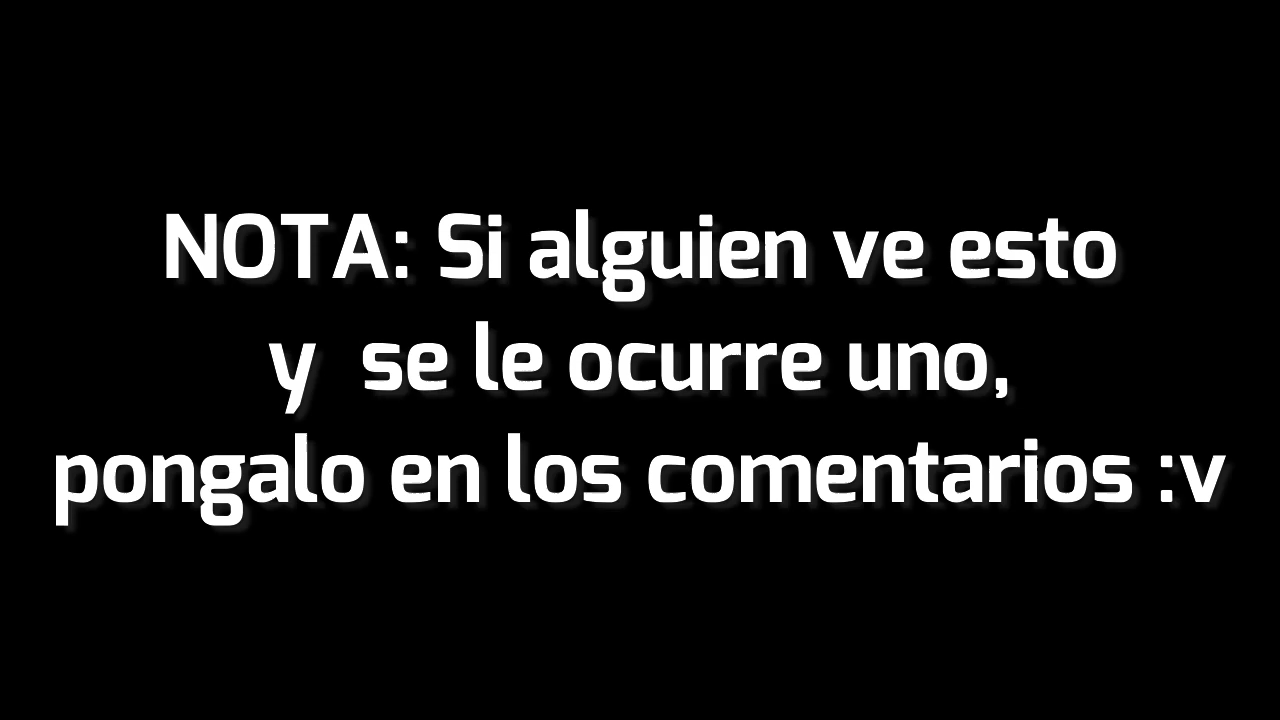 NOTA: Si alguien ve esto
y  se le ocurre uno,
pongalo en los comentarios :v